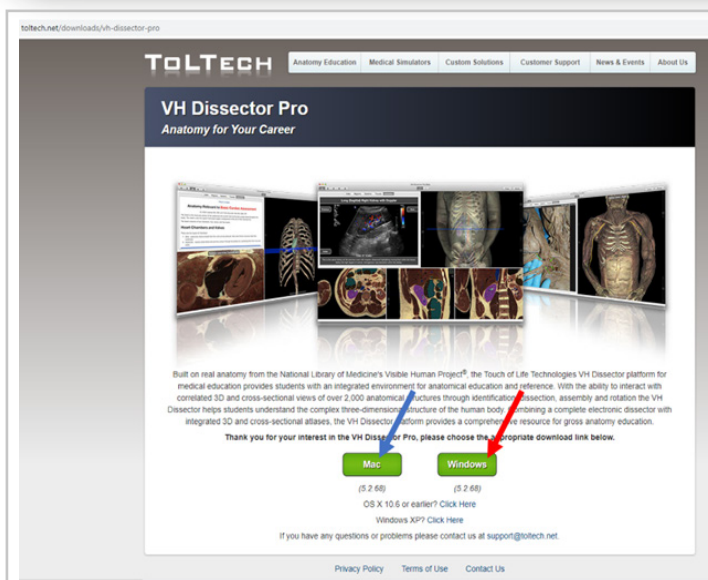 toltech.net/downloads/vh-dissector-pro
TOLTECH
Anatomy Education
Medical Simulators
Custom Solutions
Customer Support
News & Events
About Us
VH Dissector Pro
Anatomy for Your Career
Built on real anatomy from the National Library of Medicine's Visible Human Project®, the Touch of Life Technologies VH Dissector platform for
medical education provides students with an integrated environment for anatomical education and reference. With the ability to interact with
correlated 3D and cross-sectional views of over 2,000 anatomical structures through identification, dissection, assembly and rotation the VH
Dissector helps students understand the complex three-dimensional structure of the human body. Combining a complete electronic dissector with
integrated 3D and cross-sectional atlases, the VH Dissector platform provides a comprehensive resource for gross anatomy education.
Thank you for your interest in the VH Dissector Pro, please choose the appropriate download link below.
Mac
Windows
(5.2.68)
(5.2.68)
OS X 10.6 or earlier? Click Here
Windows XP? Click Here
If you have any questions or problems please contact us at support@toltech.net.
Privacy Policy
Terms of Use
Contact Us